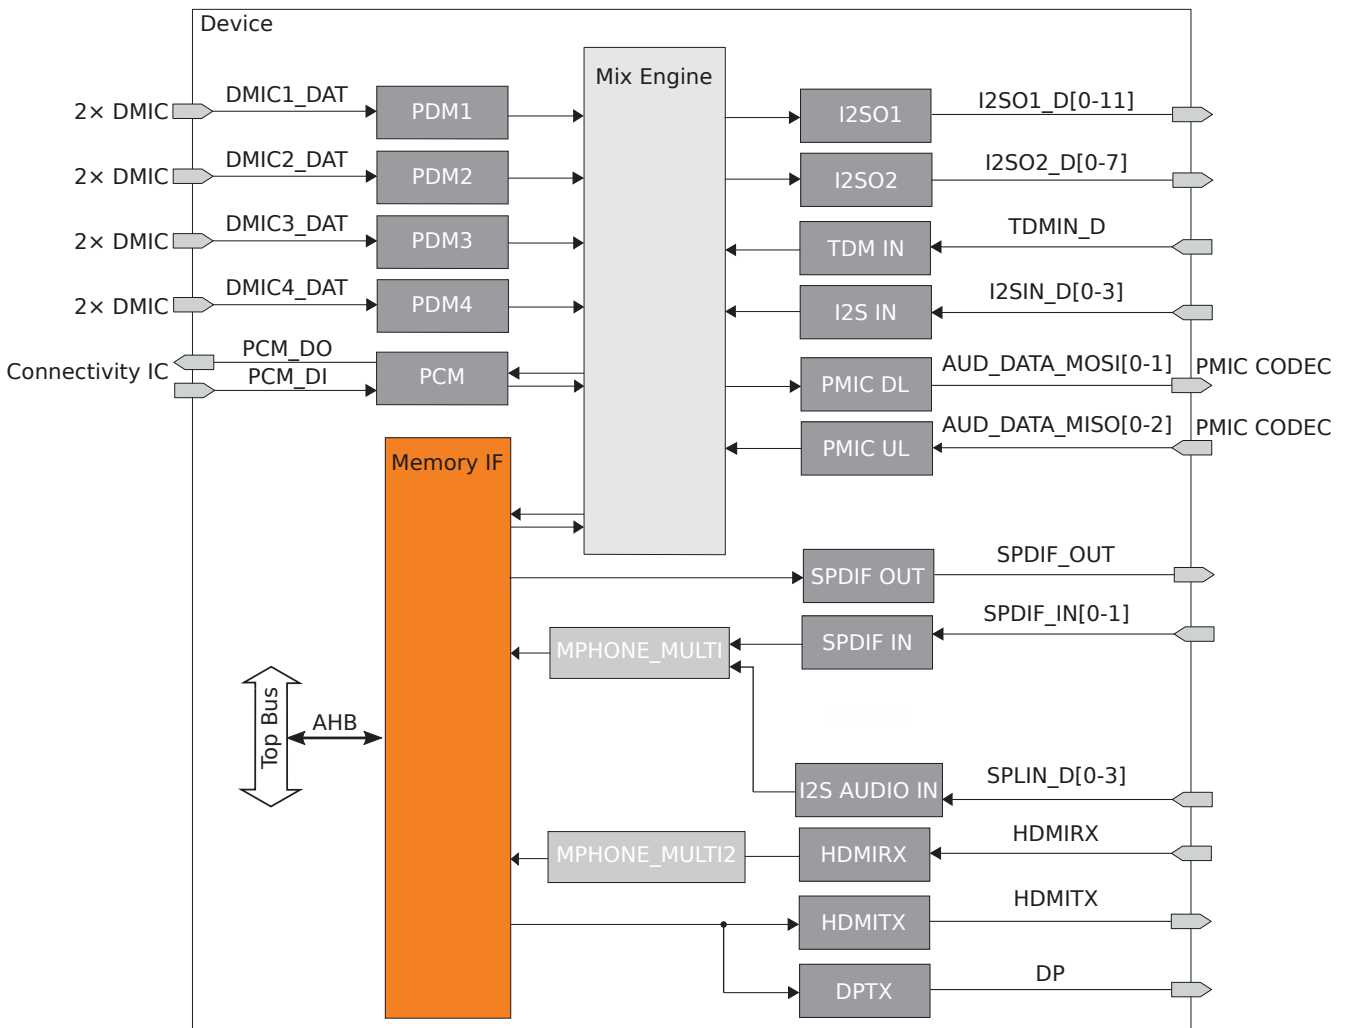 Device
Mix Engine
2× DMIC
DMIC1_DAT
PDM1
I2SO1
I2SO1_D[0-11]
2× DMIC
DMIC2_DAT
PDM2
I2SO2
I2SO2_D[0-7]
2× DMIC
DMIC3_DAT
PDM3
TDM IN
TDMIN_D
2× DMIC
DMIC4_DAT
PDM4
I2S IN
I2SIN_D[0-3]
Connectivity IC
PCM_DO
PCM_DI
PCM
PMIC DL
AUD_DATA_MOSI[0-1]
PMIC CODEC
PMIC UL
AUD_DATA_MISO[0-2]
PMIC CODEC
Memory IF
SPDIF OUT
SPDIF_OUT
MPHONE_MULTI
SPDIF IN
SPDIF_IN[0-1]
Top Bus
AHB
I2S AUDIO IN
SPLIN_D[0-3]
MPHONE_MULTI2
HDMIRX
HDMIRX
HDMITX
HDMITX
DPTX
DP